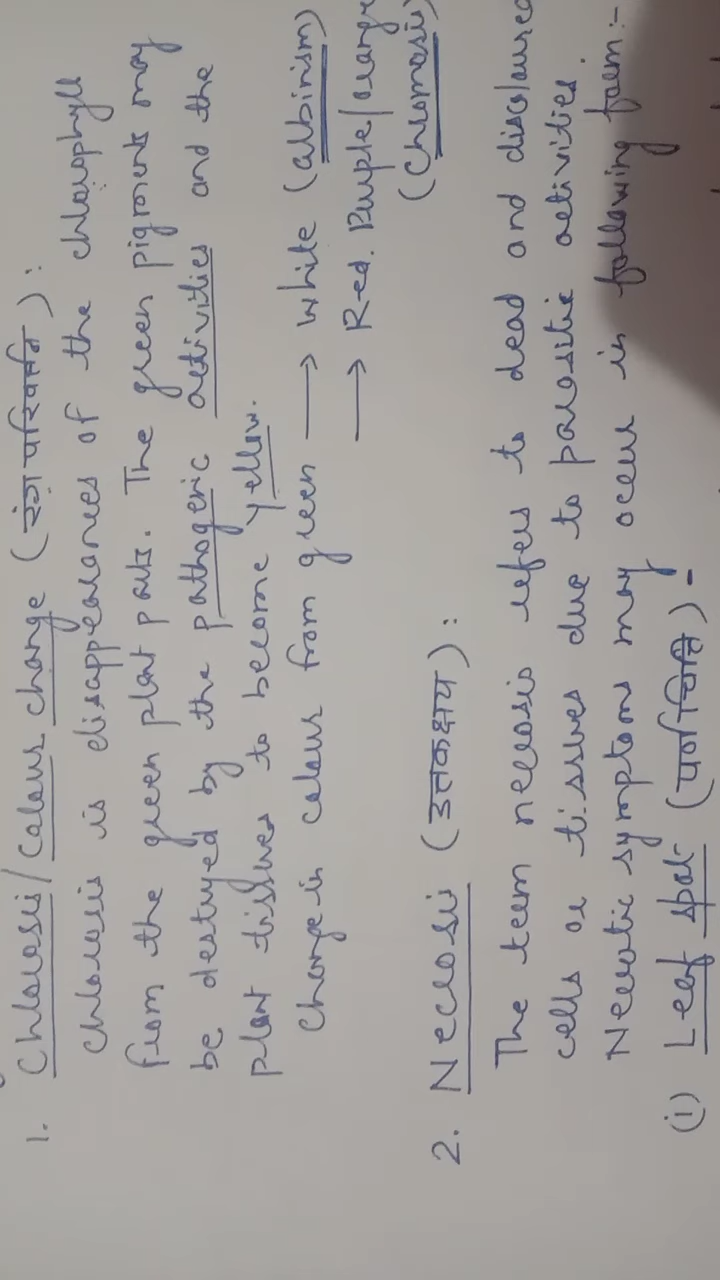 1. Chlorosis/Colour change (रंग परिवर्तन) :
Chlorosis is disappearances of the chlorophyll
from the green plant parts. The green pigments may
be destryed by the pathogenic activities and the
plant tissues to become yellow.
Change in colour from green → white (albinism)
→ Red. Purple/orange
(Chromosis)
2. Necrosis (उतकक्षय) :
The term necrosis refers to dead and discoloured
cells or tissues due to parasitic activities.
Necrotic symptoms may occur in following form:-
(i) Leaf spot (पर्णचित्ति) -